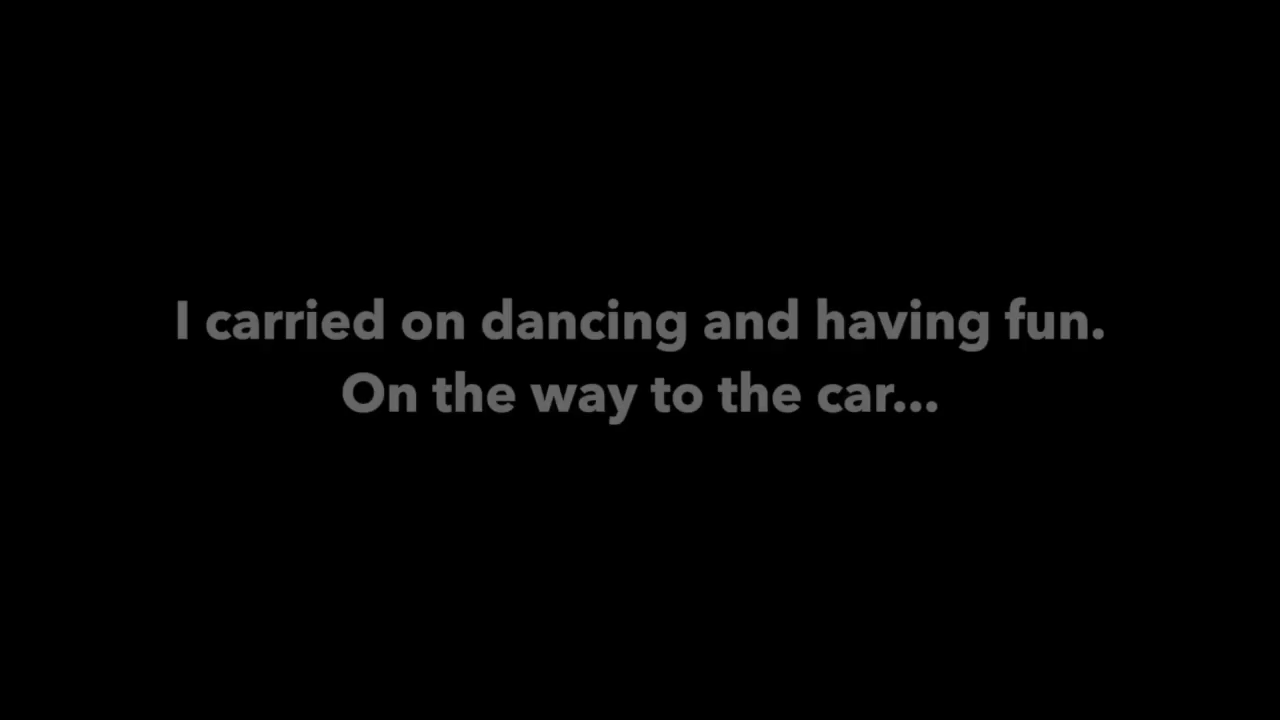 I carried on dancing and having fun.
On the way to the car...